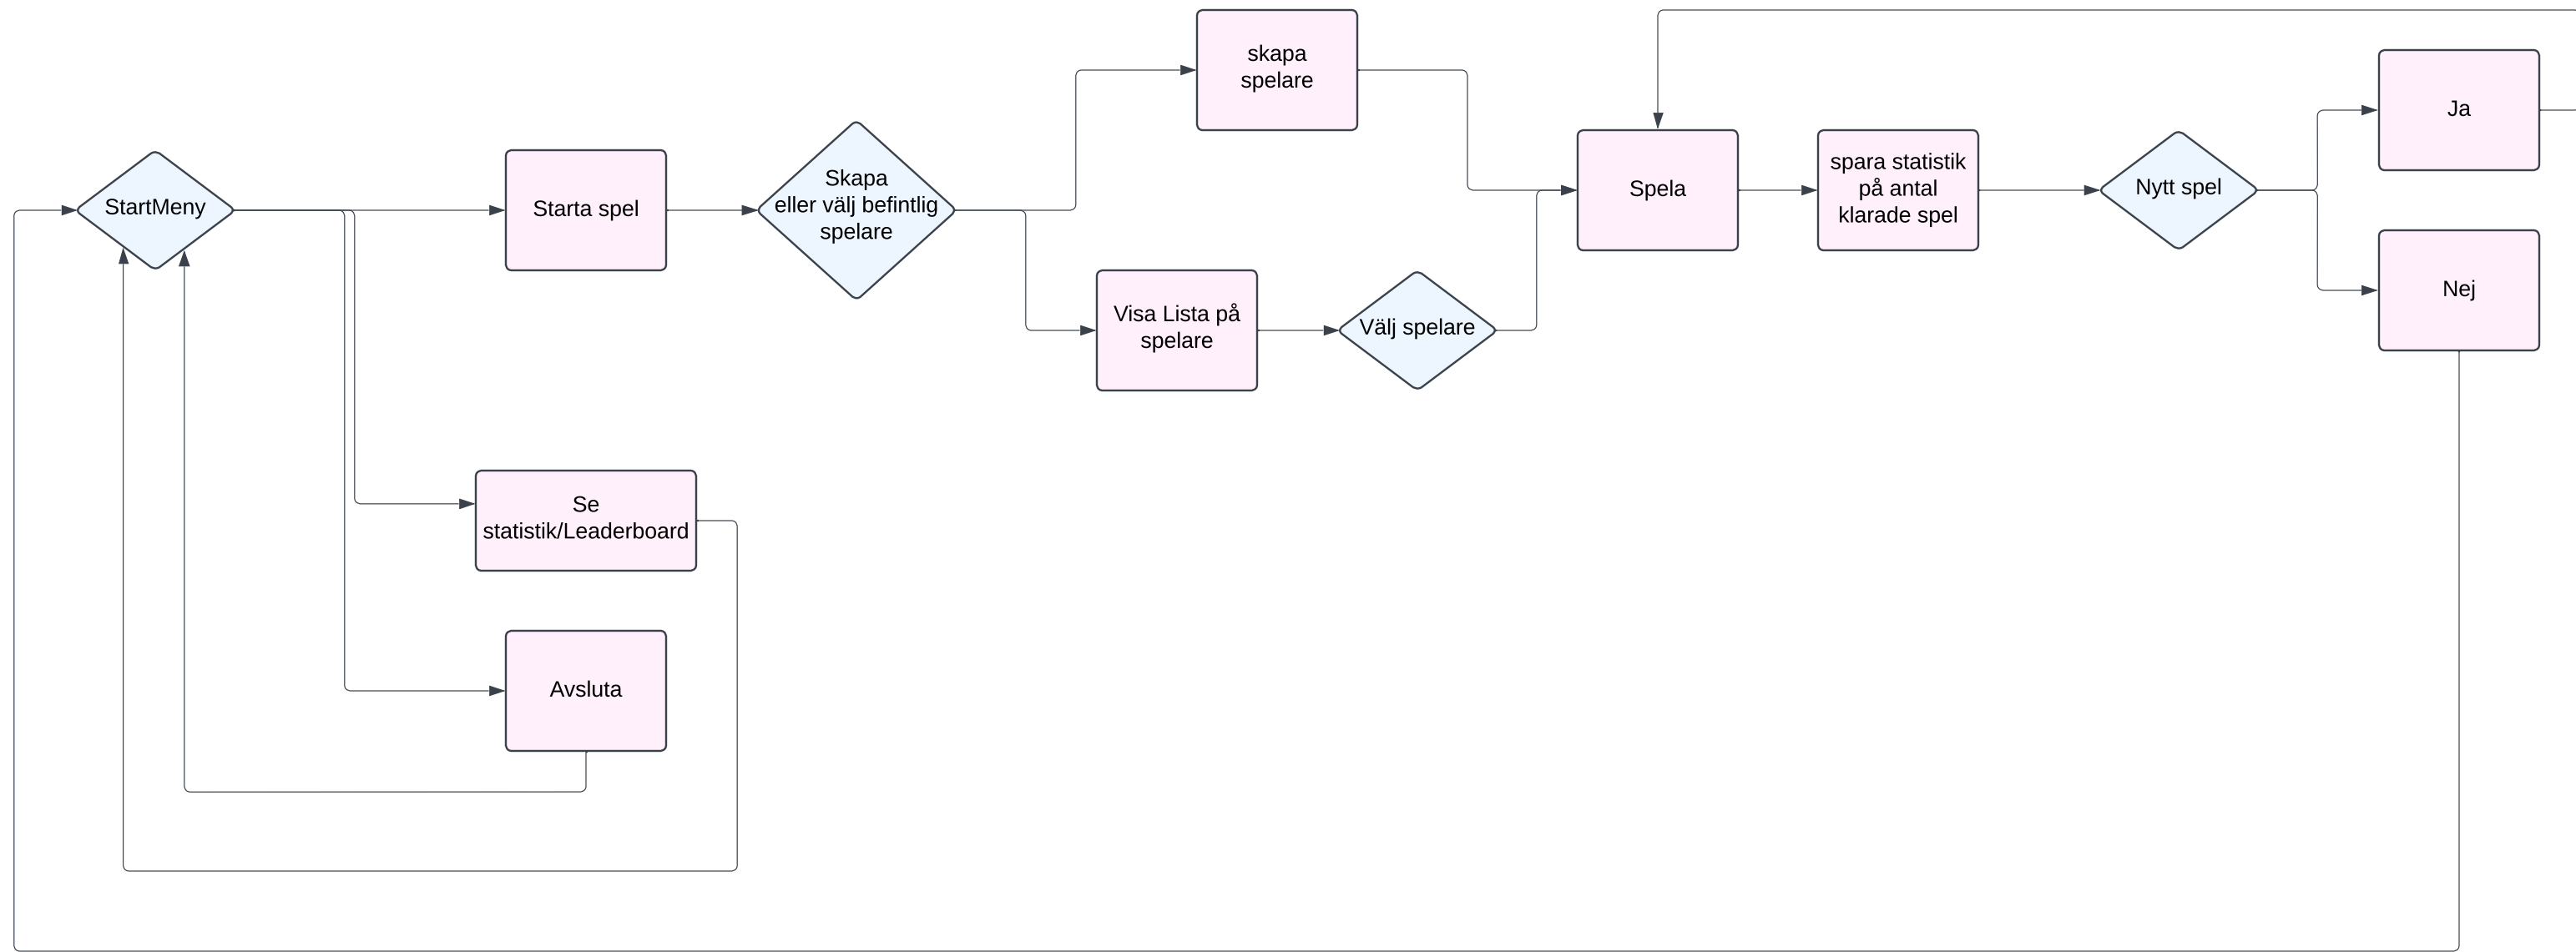 StartMeny
Starta spel
Skapa
eller välj befintlig
spelare
skapa
spelare
Visa Lista på
spelare
Välj spelare
Spela
spara statistik
på antal
klarade spel
Nytt spel
Ja
Nej
Se
statistik/Leaderboard
Avsluta